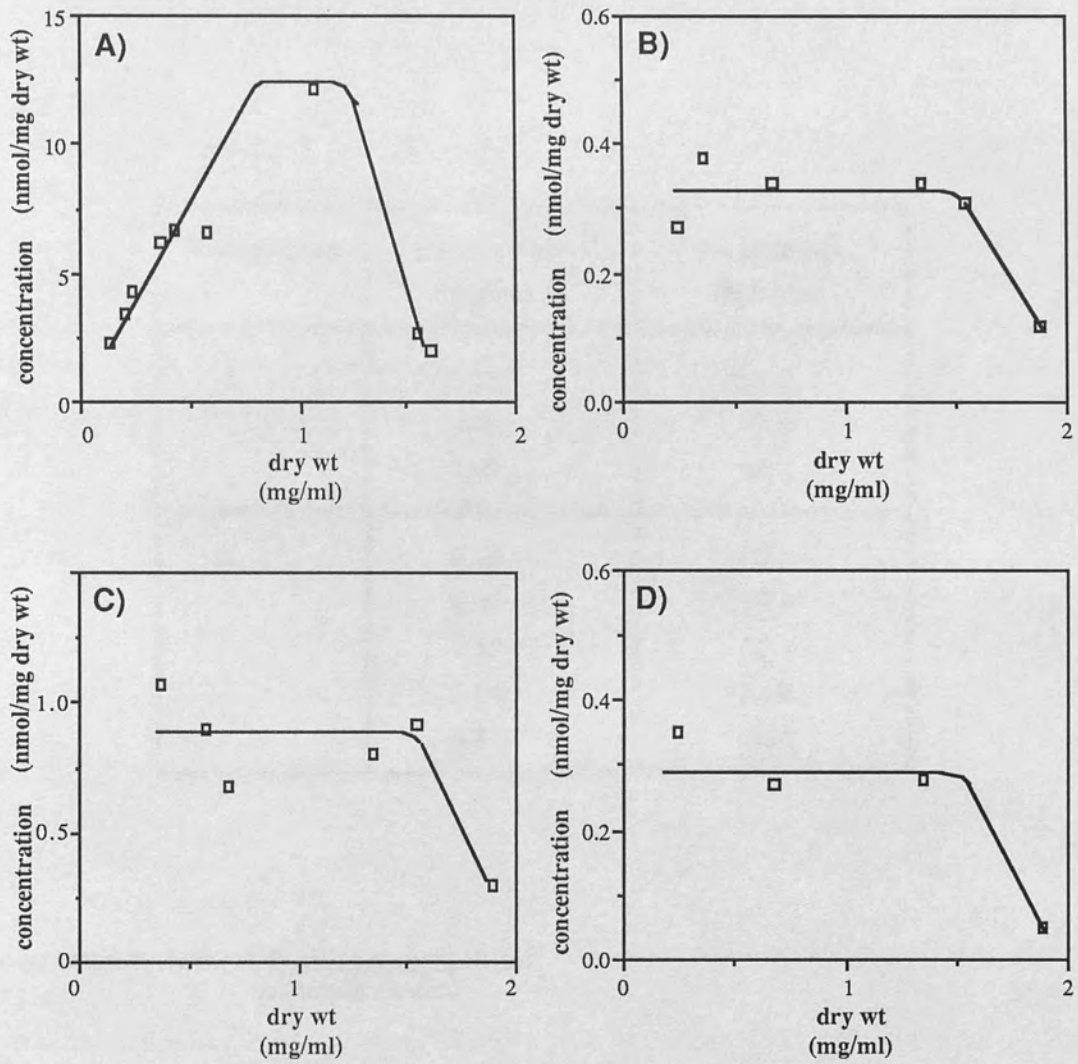 A)
15
10
5
0
0
1
2
concentration (nmol/mg dry wt)
dry wt
(mg/ml)
B)
0.6
0.4
0.2
0.0
0
1
2
concentration (nmol/mg dry wt)
dry wt
(mg/ml)
C)
1.0
0.5
0
0
1
2
concentration (nmol/mg dry wt)
dry wt
(mg/ml)
D)
0.6
0.4
0.2
0.0
0
1
2
concentration (nmol/mg dry wt)
dry wt
(mg/ml)